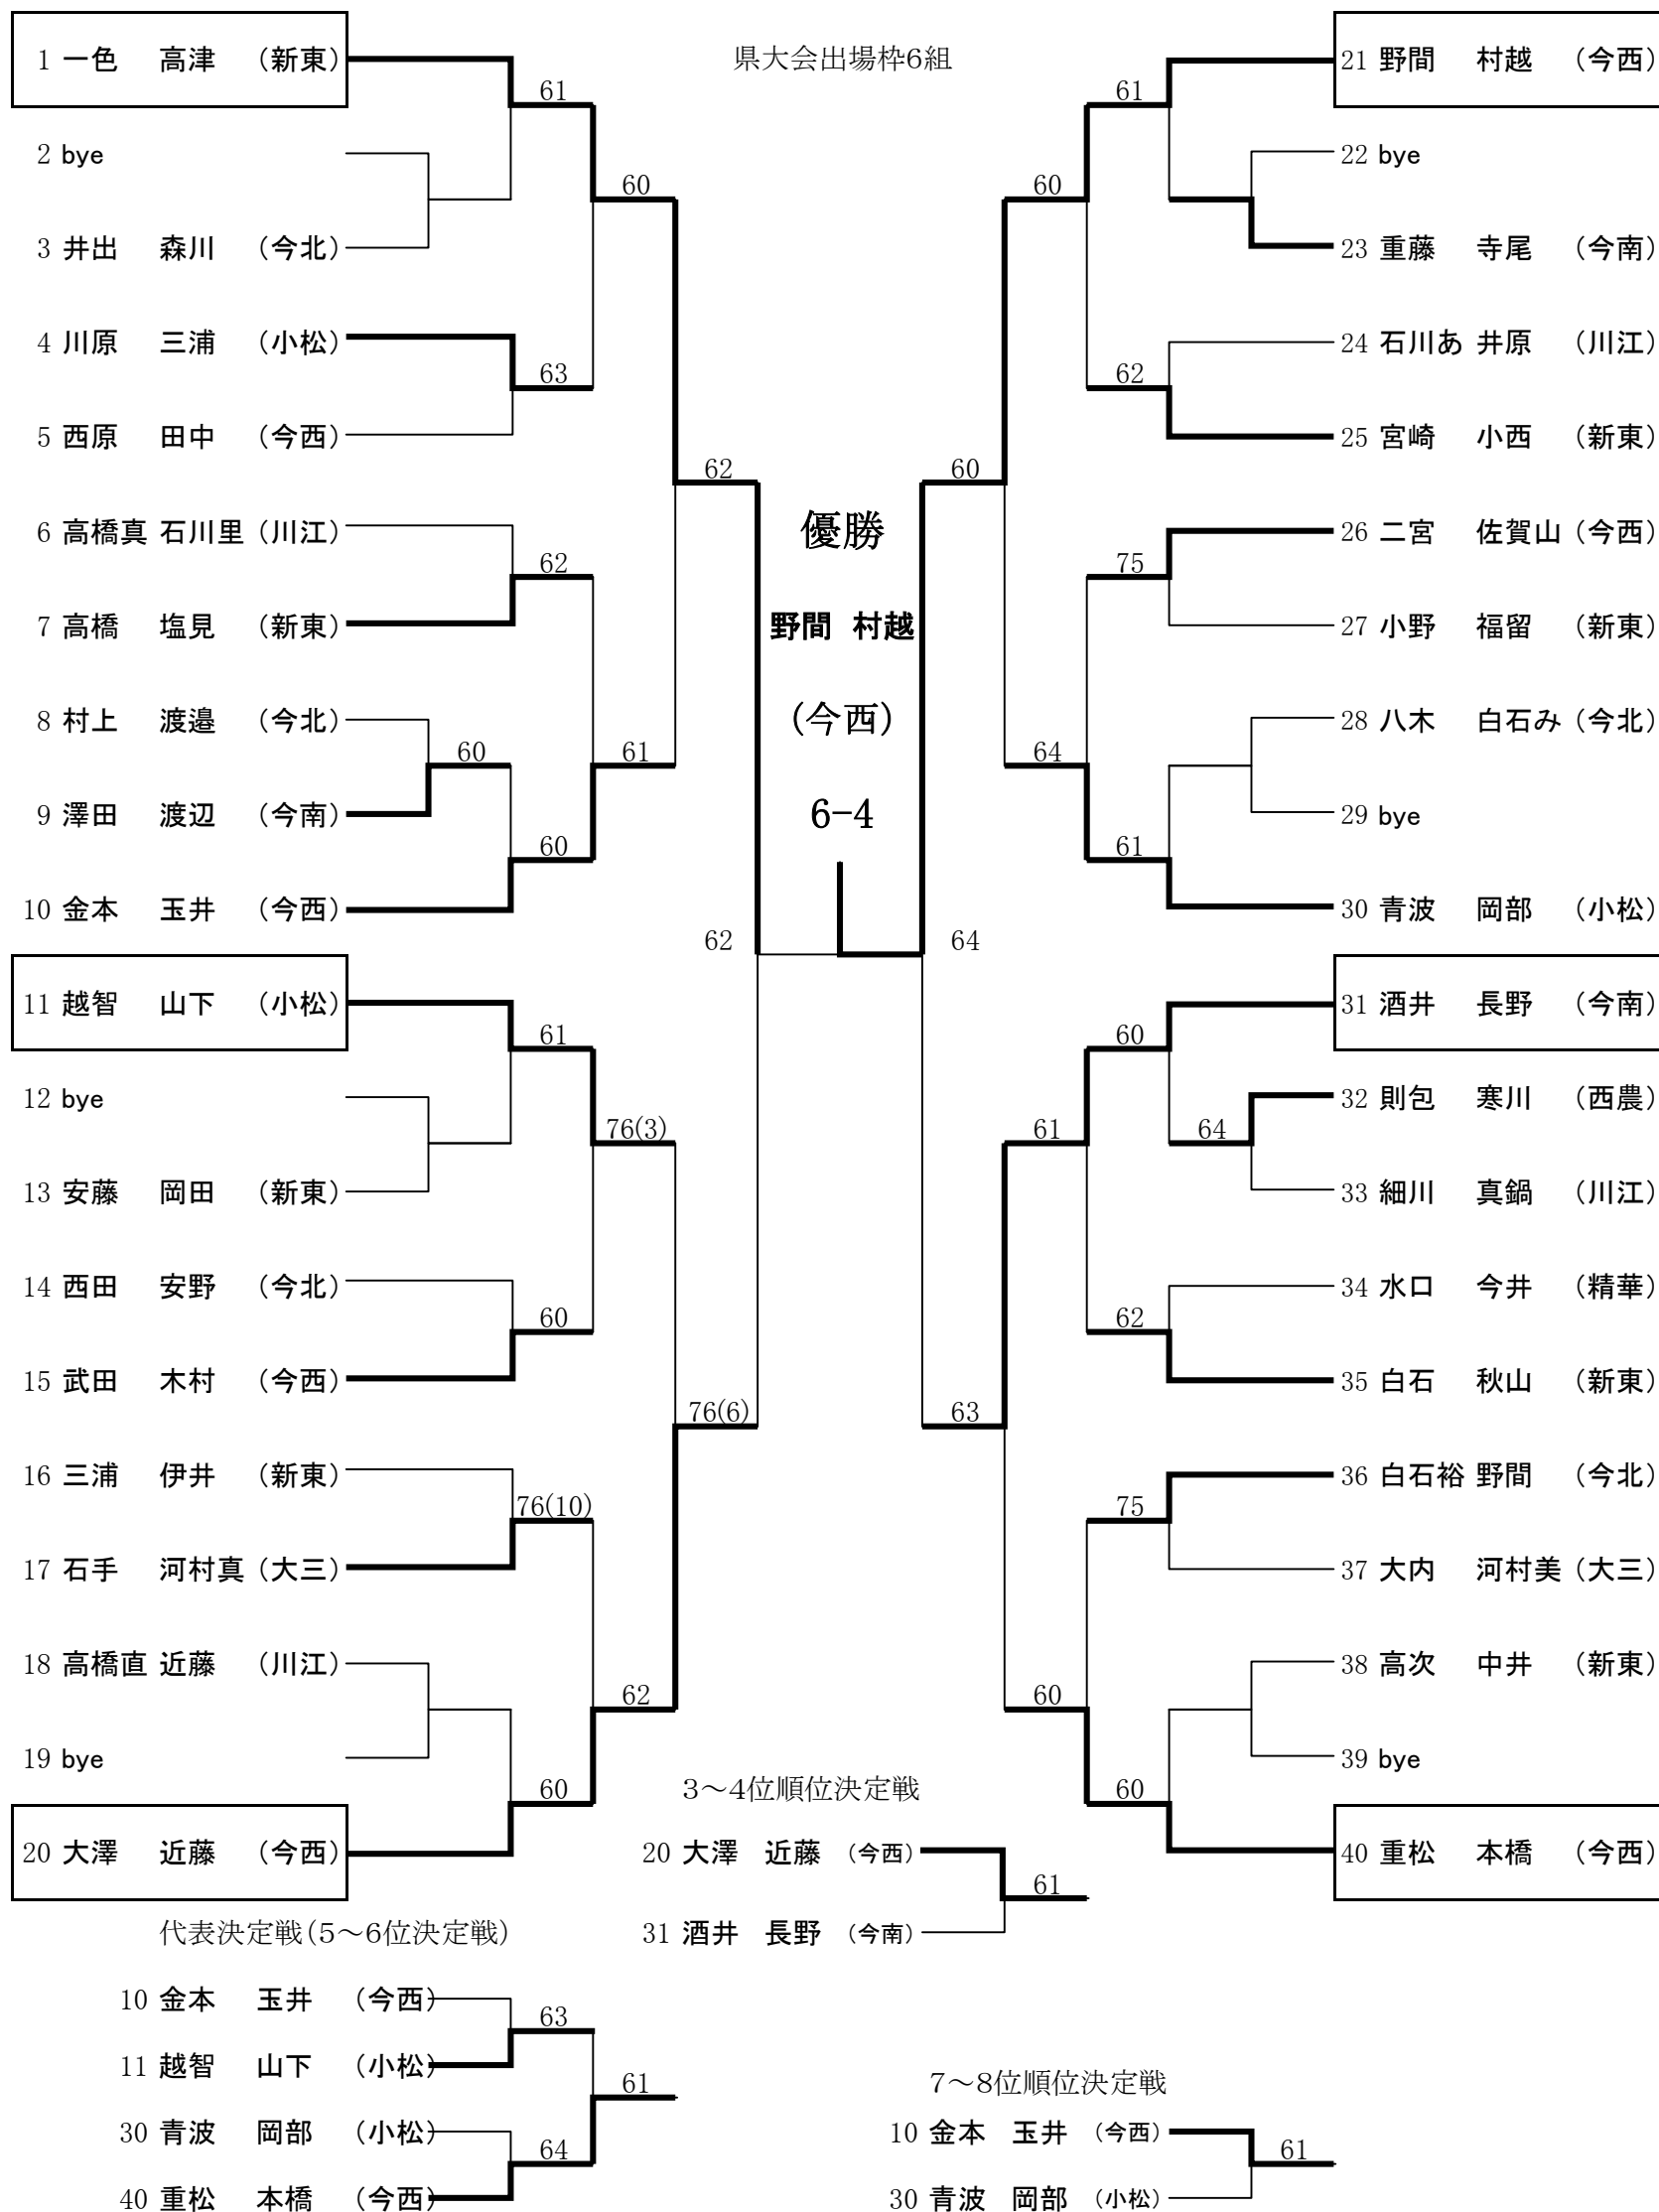 県大会出場枠6組
1 一色 高津 （新東）
2 bye
3 井出 森川 （今北）
4 川原 三浦 （小松）
5 西原 田中 （今西）
6 高橋真 石川里 （川江）
7 高橋 塩見 （新東）
8 村上 渡邉 （今北）
9 澤田 渡辺 （今南）
10 金本 玉井 （今西）
11 越智 山下 （小松）
12 bye
13 安藤 岡田 （新東）
14 西田 安野 （今北）
15 武田 木村 （今西）
16 三浦 伊井 （新東）
17 石手 河村真 （大三）
18 高橋直 近藤 （川江）
19 bye
20 大澤 近藤 （今西）
61
63
62
60
60
61
60
76(10)
60
60
61
76(3)
62
62
76(6)
62
優勝
野間 村越
(今西)
6-4
64
60
63
60
64
61
60
61
62
75
61
60
62
75
60
64
21 野間 村越 （今西）
22 bye
23 重藤 寺尾 （今南）
24 石川あ 井原 （川江）
25 宮崎 小西 （新東）
26 二宮 佐賀山 （今西）
27 小野 福留 （新東）
28 八木 白石み （今北）
29 bye
30 青波 岡部 （小松）
31 酒井 長野 （今南）
32 則包 寒川 （西農）
33 細川 真鍋 （川江）
34 水口 今井 （精華）
35 白石 秋山 （新東）
36 白石裕 野間 （今北）
37 大内 河村美 （大三）
38 高次 中井 （新東）
39 bye
40 重松 本橋 （今西）
3～4位順位決定戦
20 大澤 近藤 （今西）
61
31 酒井 長野 （今南）
代表決定戦(5～6位決定戦)
10 金本 玉井 （今西）
63
11 越智 山下 （小松）
61
30 青波 岡部 （小松）
64
40 重松 本橋 （今西）
7～8位順位決定戦
10 金本 玉井 （今西）
61
30 青波 岡部 （小松）